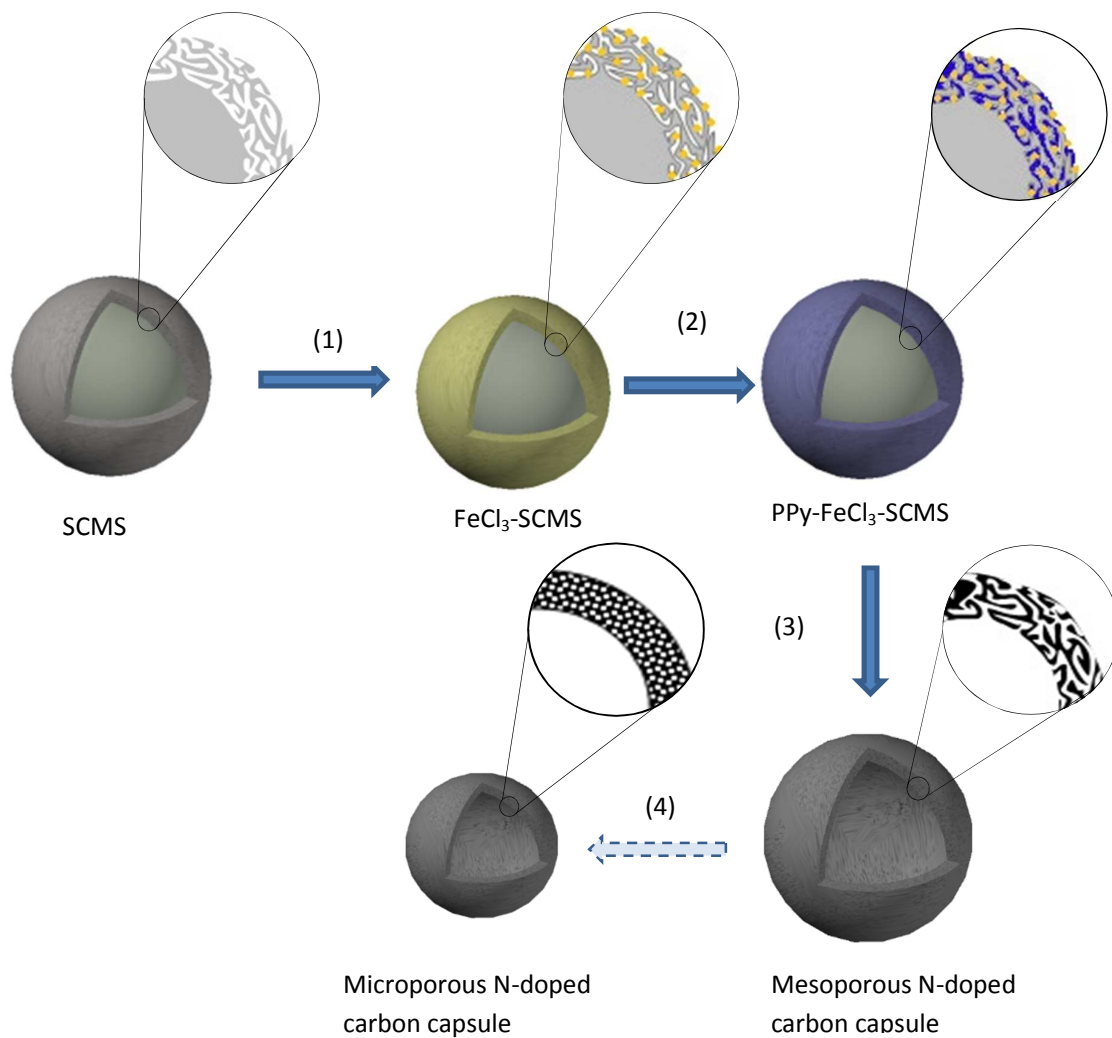 (1)
(2)
SCMS
FeCl₃-SCMS
PPy-FeCl₃-SCMS
(3)
(4)
Microporous N-doped
carbon capsule
Mesoporous N-doped
carbon capsule